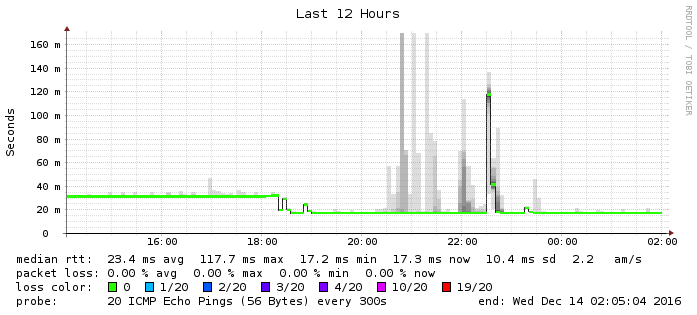 Last 12 Hours
RRDTOOL / TOBI OETIKER
Seconds
160 m
140 m
120 m
100 m
80 m
60 m
40 m
20 m
0
16:00 18:00 20:00 22:00 00:00 02:00
median rtt: 23.4 ms avg 117.7 ms max 17.2 ms min 17.3 ms now 10.4 ms sd 2.2 am/s
packet loss: 0.00 % avg 0.00 % max 0.00 % min 0.00 % now
loss color: 0 1/20 2/20 3/20 4/20 10/20 19/20
probe: 20 ICMP Echo Pings (56 Bytes) every 300s end: Wed Dec 14 02:05:04 2016